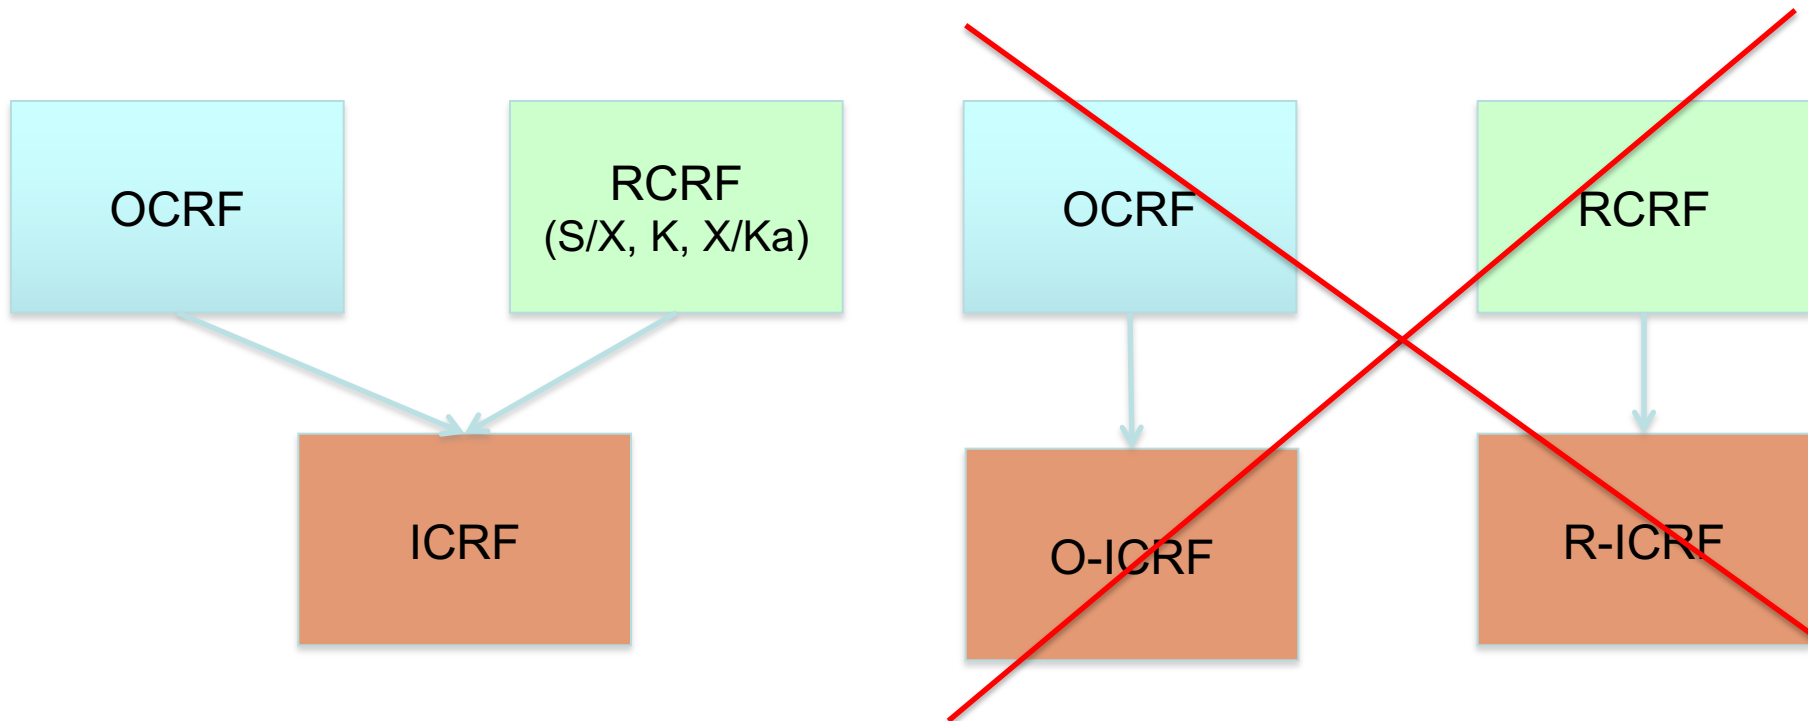 OCRF
RCRF
(S/X, K, X/Ka)
ICRF
OCRF
RCRF
O-ICRF
R-ICRF